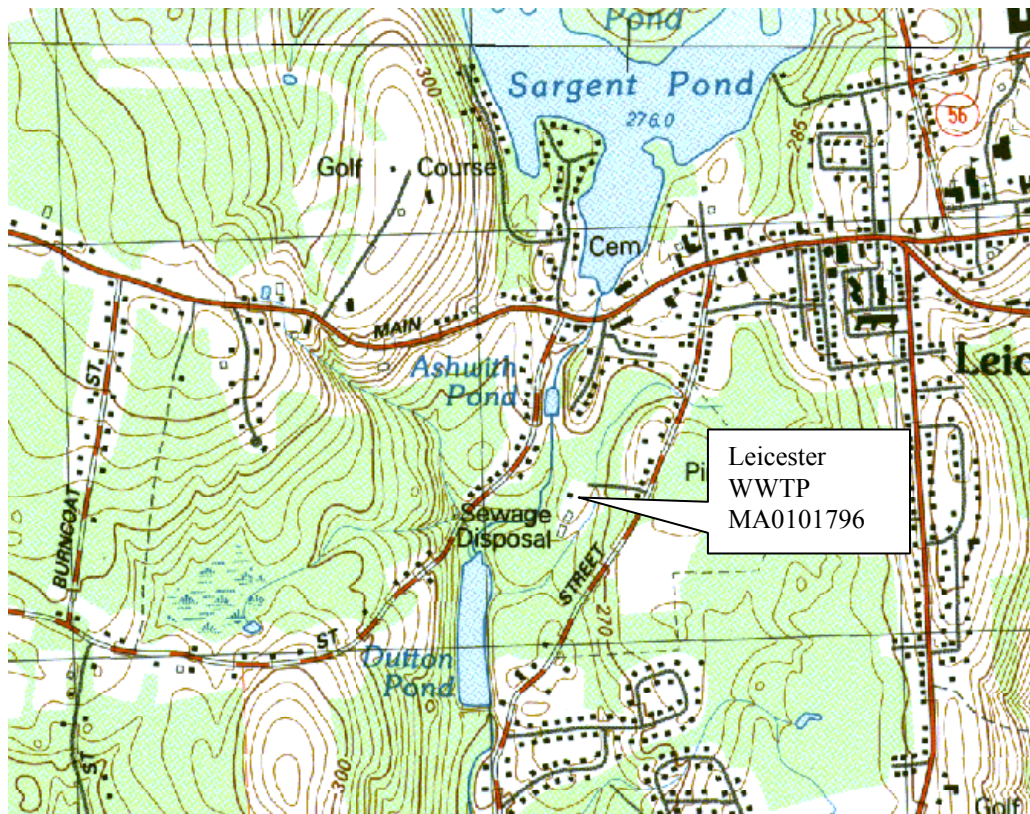 Pond
Sargent Pond
276.0
56
285
300
Golf Course
Cem
MAIN
Ashwith
Pond
Leic
ST
Pi
Leicester
WWTP
MA0101796
Sewage
Disposal
BURNCOAT
STREET
270
ST
Dutton
Pond
ST
300
Golf